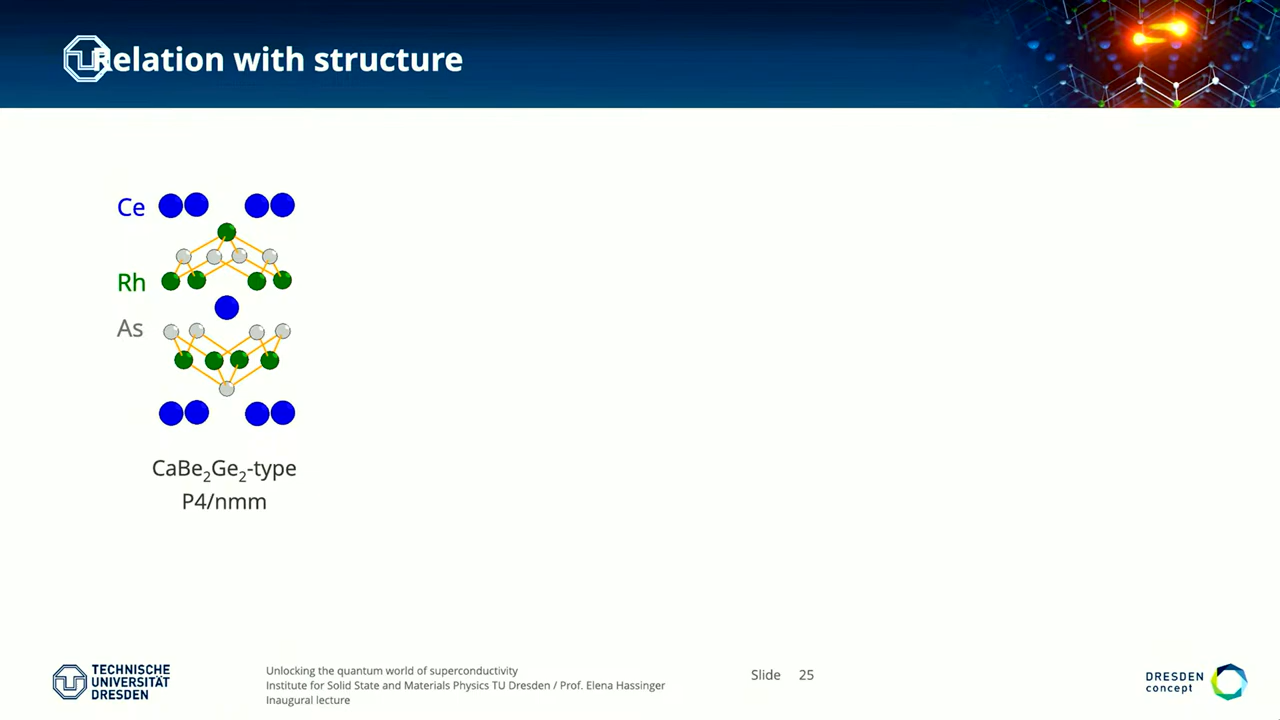 Relation with structure
Ce
Rh
As
CaBe₂Ge₂-type
P4/nmm
TECHNISCHE
UNIVERSITÄT
DRESDEN
Unlocking the quantum world of superconductivity
Institute for Solid State and Materials Physics TU Dresden / Prof. Elena Hassinger
Inaugural lecture
Slide 25
DRESDEN
concept